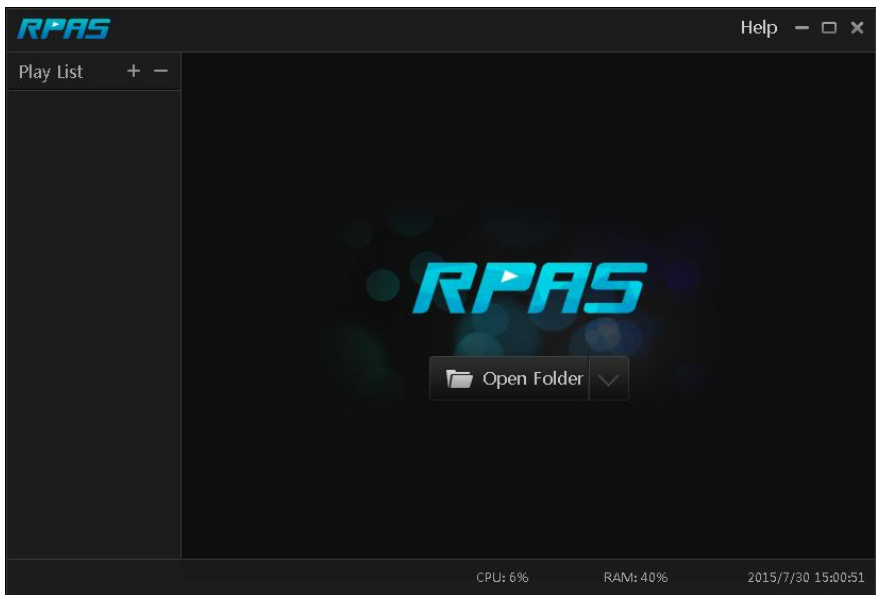 RPAS
Help
Play List + −
RPAS
Open Folder
CPU: 6% RAM: 40% 2015/7/30 15:00:51